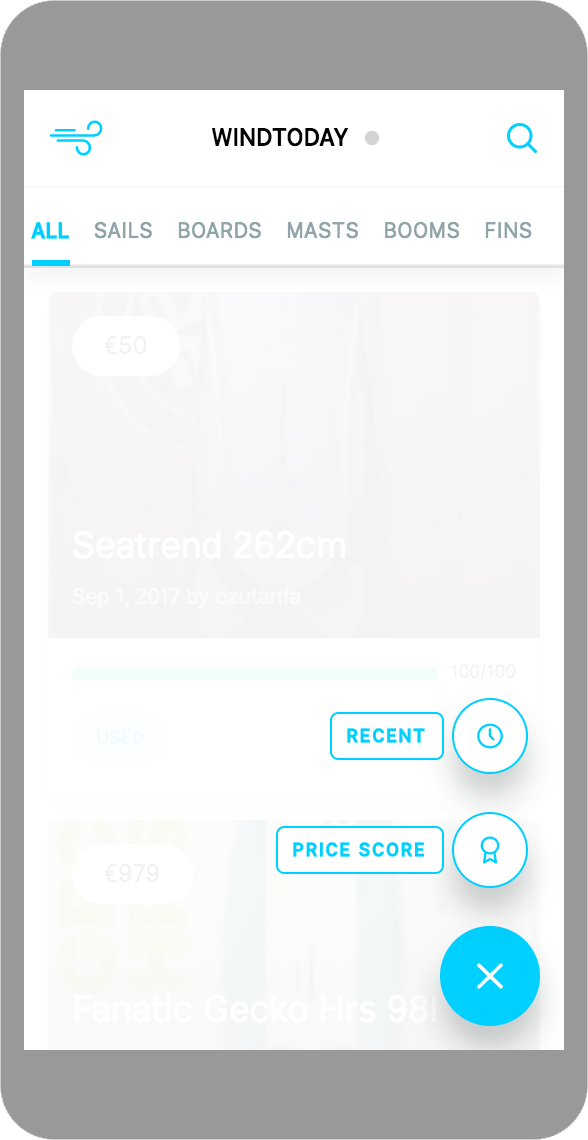 WINDTODAY
ALL SAILS BOARDS MASTS BOOMS FINS
€50
Seatrend 262cm
Sep 1, 2017 by ozutarifa
100/100
USED
RECENT
PRICE SCORE
€979
Fanatic Gecko Hrs 98l